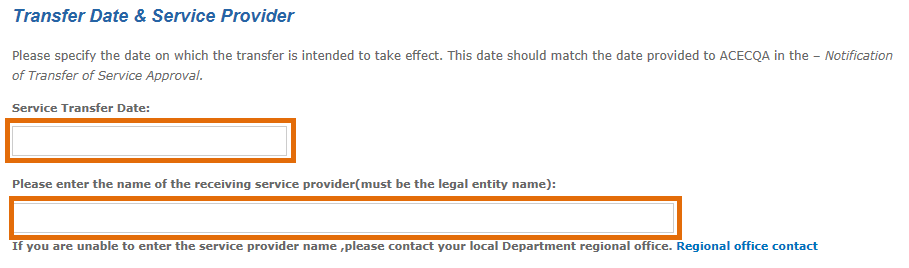 Transfer Date & Service Provider
Please specify the date on which the transfer is intended to take effect. This date should match the date provided to ACECQA in the – Notification
of Transfer of Service Approval.
Service Transfer Date:
Please enter the name of the receiving service provider(must be the legal entity name):
If you are unable to enter the service provider name ,please contact your local Department regional office. Regional office contact